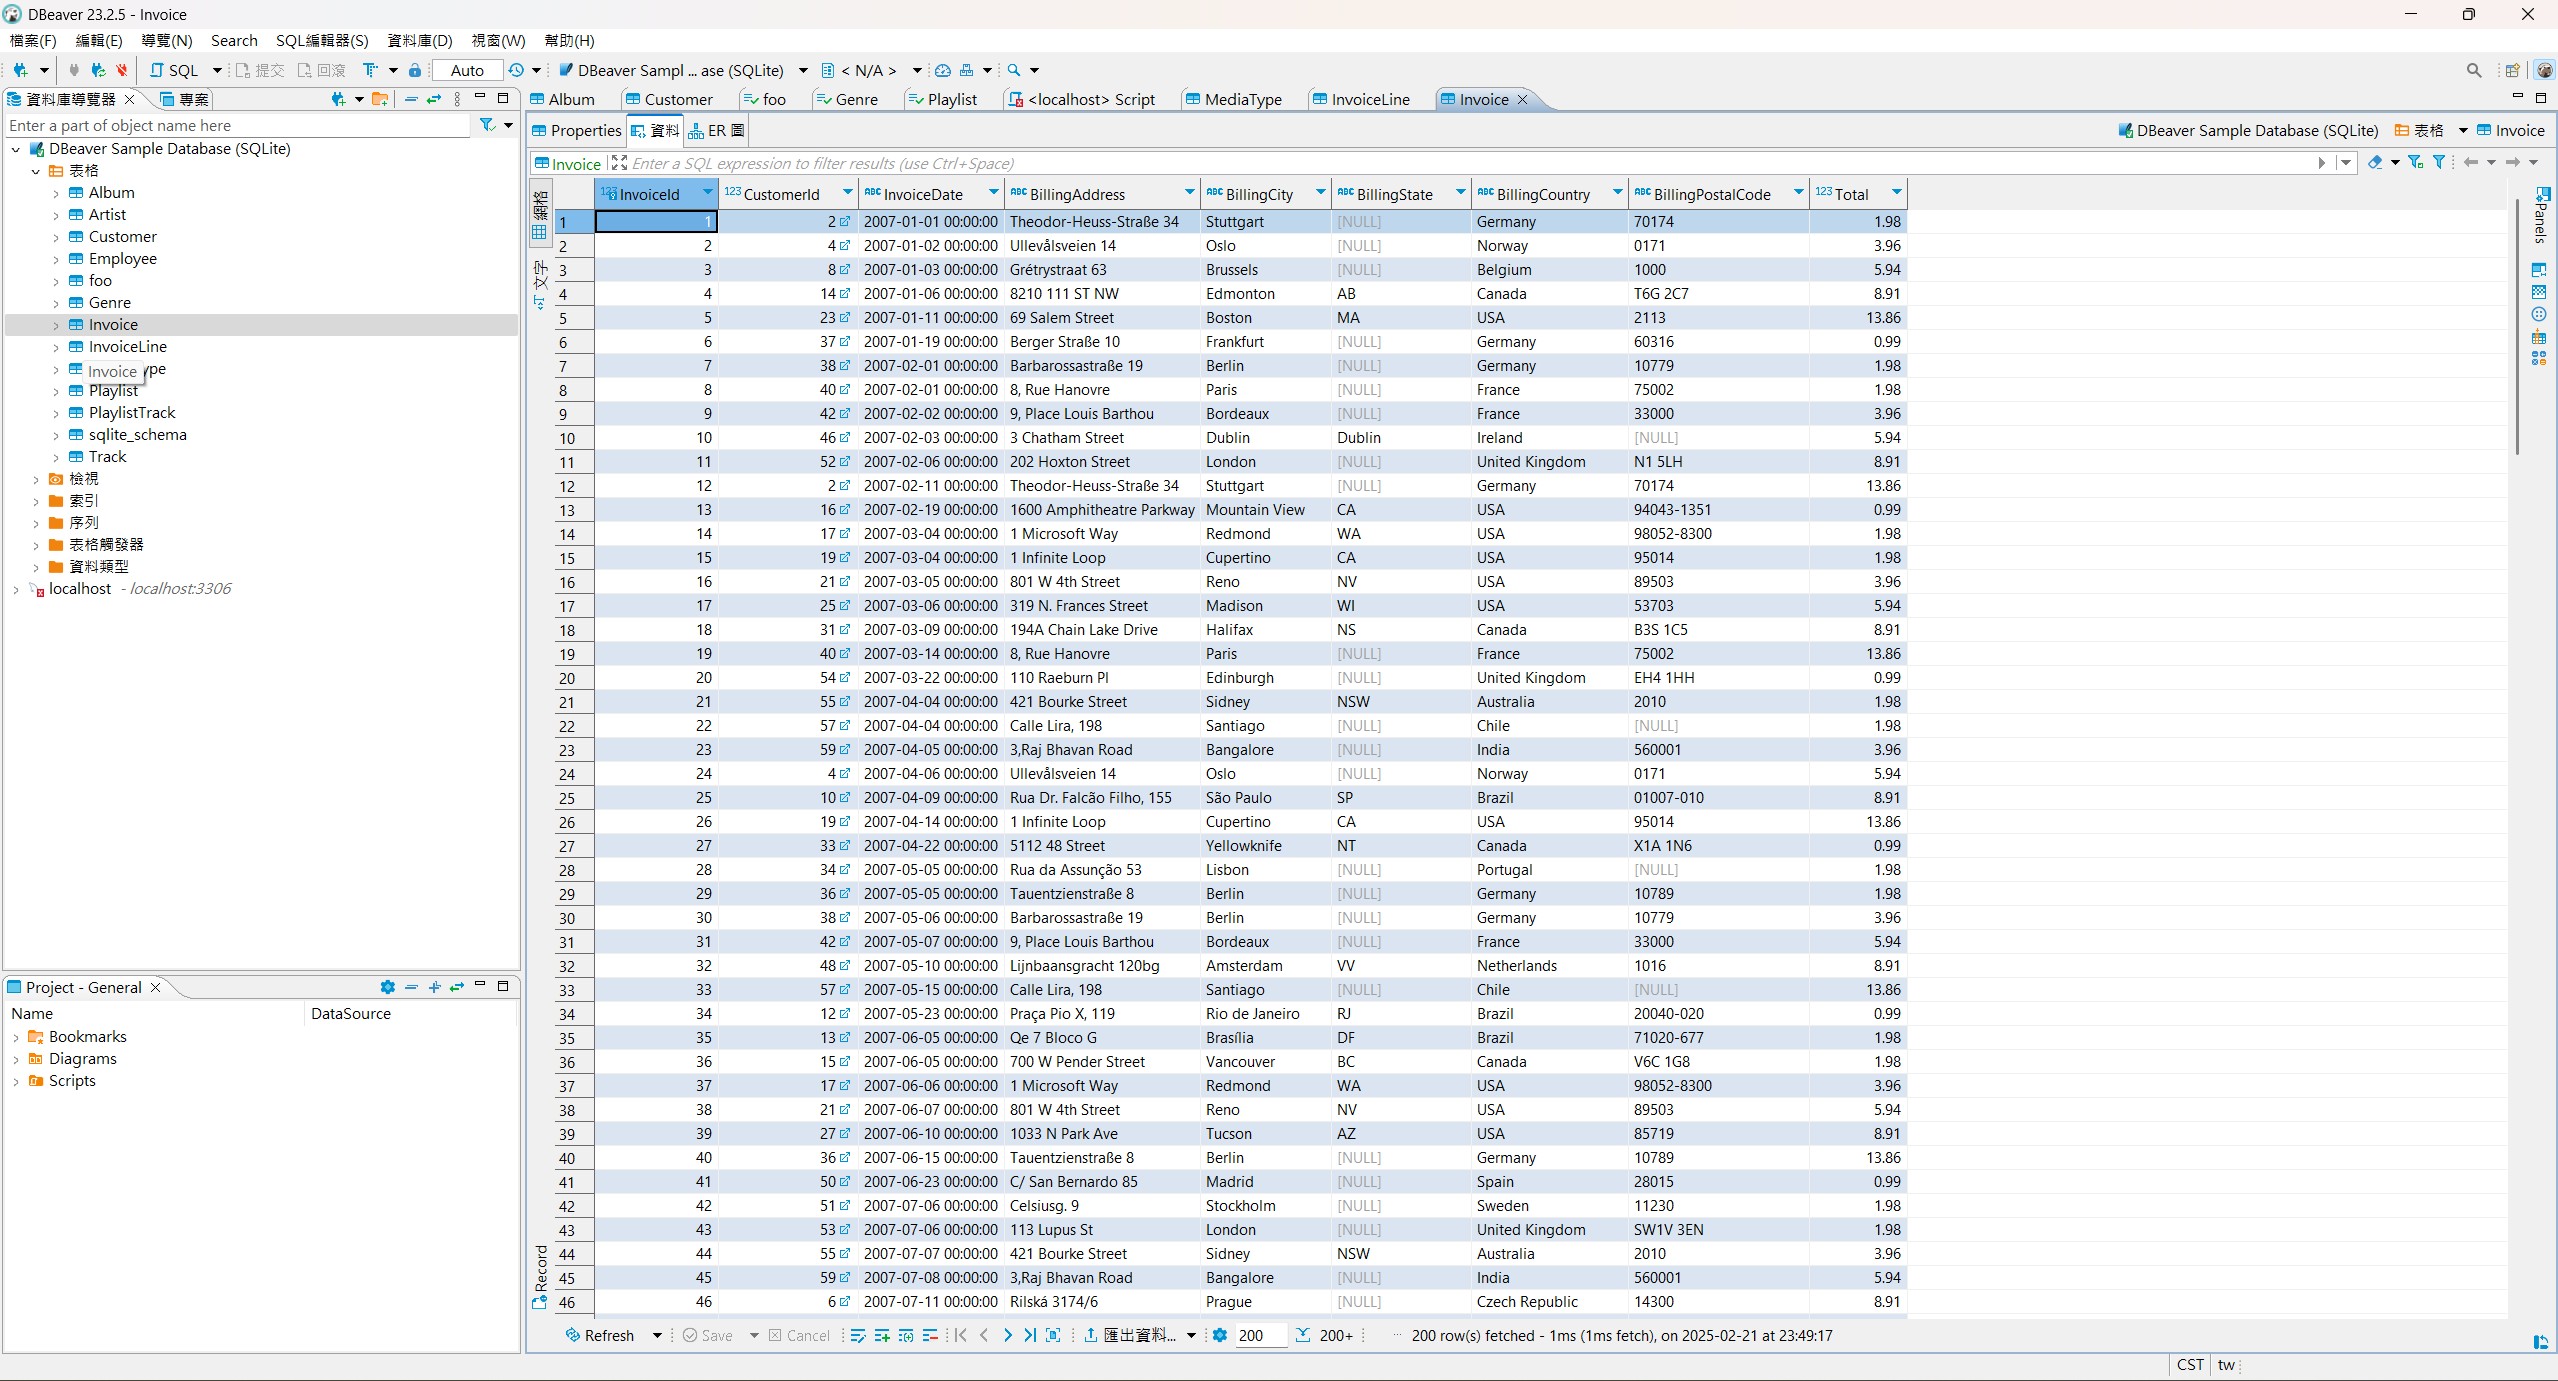 DBeaver 23.2.5 - Invoice
檔案(F) 編輯(E) 導覽(N) Search SQL編輯器(S) 資料庫(D) 視窗(W) 幫助(H)
SQL 提交 回滾 Auto DBeaver Sampl ... ase (SQLite) < N/A >
資料庫導覽器 專案
Enter a part of object name here
DBeaver Sample Database (SQLite)
表格
Album
Artist
Customer
Employee
foo
Genre
Invoice
InvoiceLine
Invoice ype
Playlist
PlaylistTrack
sqlite_schema
Track
檢視
索引
序列
表格觸發器
資料類型
localhost - localhost:3306
Project - General
Name DataSource
Bookmarks
Diagrams
Scripts
Album Customer foo Genre Playlist <localhost> Script MediaType InvoiceLine Invoice
Properties 資料 ER 圖 DBeaver Sample Database (SQLite) 表格 Invoice
Invoice Enter a SQL expression to filter results (use Ctrl+Space)
網格
文字
Record
Panels
123 InvoiceId 123 CustomerId ABC InvoiceDate ABC BillingAddress ABC BillingCity ABC BillingState ABC BillingCountry ABC BillingPostalCode 123 Total
1 1 2 2007-01-01 00:00:00 Theodor-Heuss-Straße 34 Stuttgart [NULL] Germany 70174 1.98
2 2 4 2007-01-02 00:00:00 Ullevålsveien 14 Oslo [NULL] Norway 0171 3.96
3 3 8 2007-01-03 00:00:00 Grétrystraat 63 Brussels [NULL] Belgium 1000 5.94
4 4 14 2007-01-06 00:00:00 8210 111 ST NW Edmonton AB Canada T6G 2C7 8.91
5 5 23 2007-01-11 00:00:00 69 Salem Street Boston MA USA 2113 13.86
6 6 37 2007-01-19 00:00:00 Berger Straße 10 Frankfurt [NULL] Germany 60316 0.99
7 7 38 2007-02-01 00:00:00 Barbarossastraße 19 Berlin [NULL] Germany 10779 1.98
8 8 40 2007-02-01 00:00:00 8, Rue Hanovre Paris [NULL] France 75002 1.98
9 9 42 2007-02-02 00:00:00 9, Place Louis Barthou Bordeaux [NULL] France 33000 3.96
10 10 46 2007-02-03 00:00:00 3 Chatham Street Dublin Dublin Ireland [NULL] 5.94
11 11 52 2007-02-06 00:00:00 202 Hoxton Street London [NULL] United Kingdom N1 5LH 8.91
12 12 2 2007-02-11 00:00:00 Theodor-Heuss-Straße 34 Stuttgart [NULL] Germany 70174 13.86
13 13 16 2007-02-19 00:00:00 1600 Amphitheatre Parkway Mountain View CA USA 94043-1351 0.99
14 14 17 2007-03-04 00:00:00 1 Microsoft Way Redmond WA USA 98052-8300 1.98
15 15 19 2007-03-04 00:00:00 1 Infinite Loop Cupertino CA USA 95014 1.98
16 16 21 2007-03-05 00:00:00 801 W 4th Street Reno NV USA 89503 3.96
17 17 25 2007-03-06 00:00:00 319 N. Frances Street Madison WI USA 53703 5.94
18 18 31 2007-03-09 00:00:00 194A Chain Lake Drive Halifax NS Canada B3S 1C5 8.91
19 19 40 2007-03-14 00:00:00 8, Rue Hanovre Paris [NULL] France 75002 13.86
20 20 54 2007-03-22 00:00:00 110 Raeburn Pl Edinburgh [NULL] United Kingdom EH4 1HH 0.99
21 21 55 2007-04-04 00:00:00 421 Bourke Street Sidney NSW Australia 2010 1.98
22 22 57 2007-04-04 00:00:00 Calle Lira, 198 Santiago [NULL] Chile [NULL] 1.98
23 23 59 2007-04-05 00:00:00 3,Raj Bhavan Road Bangalore [NULL] India 560001 3.96
24 24 4 2007-04-06 00:00:00 Ullevålsveien 14 Oslo [NULL] Norway 0171 5.94
25 25 10 2007-04-09 00:00:00 Rua Dr. Falcão Filho, 155 São Paulo SP Brazil 01007-010 8.91
26 26 19 2007-04-14 00:00:00 1 Infinite Loop Cupertino CA USA 95014 13.86
27 27 33 2007-04-22 00:00:00 5112 48 Street Yellowknife NT Canada X1A 1N6 0.99
28 28 34 2007-05-05 00:00:00 Rua da Assunção 53 Lisbon [NULL] Portugal [NULL] 1.98
29 29 36 2007-05-05 00:00:00 Tauentzienstraße 8 Berlin [NULL] Germany 10789 1.98
30 30 38 2007-05-06 00:00:00 Barbarossastraße 19 Berlin [NULL] Germany 10779 3.96
31 31 42 2007-05-07 00:00:00 9, Place Louis Barthou Bordeaux [NULL] France 33000 5.94
32 32 48 2007-05-10 00:00:00 Lijnbaansgracht 120bg Amsterdam VV Netherlands 1016 8.91
33 33 57 2007-05-15 00:00:00 Calle Lira, 198 Santiago [NULL] Chile [NULL] 13.86
34 34 12 2007-05-23 00:00:00 Praça Pio X, 119 Rio de Janeiro RJ Brazil 20040-020 0.99
35 35 13 2007-06-05 00:00:00 Qe 7 Bloco G Brasília DF Brazil 71020-677 1.98
36 36 15 2007-06-05 00:00:00 700 W Pender Street Vancouver BC Canada V6C 1G8 1.98
37 37 17 2007-06-06 00:00:00 1 Microsoft Way Redmond WA USA 98052-8300 3.96
38 38 21 2007-06-07 00:00:00 801 W 4th Street Reno NV USA 89503 5.94
39 39 27 2007-06-10 00:00:00 1033 N Park Ave Tucson AZ USA 85719 8.91
40 40 36 2007-06-15 00:00:00 Tauentzienstraße 8 Berlin [NULL] Germany 10789 13.86
41 41 50 2007-06-23 00:00:00 C/ San Bernardo 85 Madrid [NULL] Spain 28015 0.99
42 42 51 2007-07-06 00:00:00 Celsiusg. 9 Stockholm [NULL] Sweden 11230 1.98
43 43 53 2007-07-06 00:00:00 113 Lupus St London [NULL] United Kingdom SW1V 3EN 1.98
44 44 55 2007-07-07 00:00:00 421 Bourke Street Sidney NSW Australia 2010 3.96
45 45 59 2007-07-08 00:00:00 3,Raj Bhavan Road Bangalore [NULL] India 560001 5.94
46 46 6 2007-07-11 00:00:00 Rilská 3174/6 Prague [NULL] Czech Republic 14300 8.91
Refresh Save Cancel 匯出資料... 200 200+ ··· 200 row(s) fetched - 1ms (1ms fetch), on 2025-02-21 at 23:49:17
CST tw